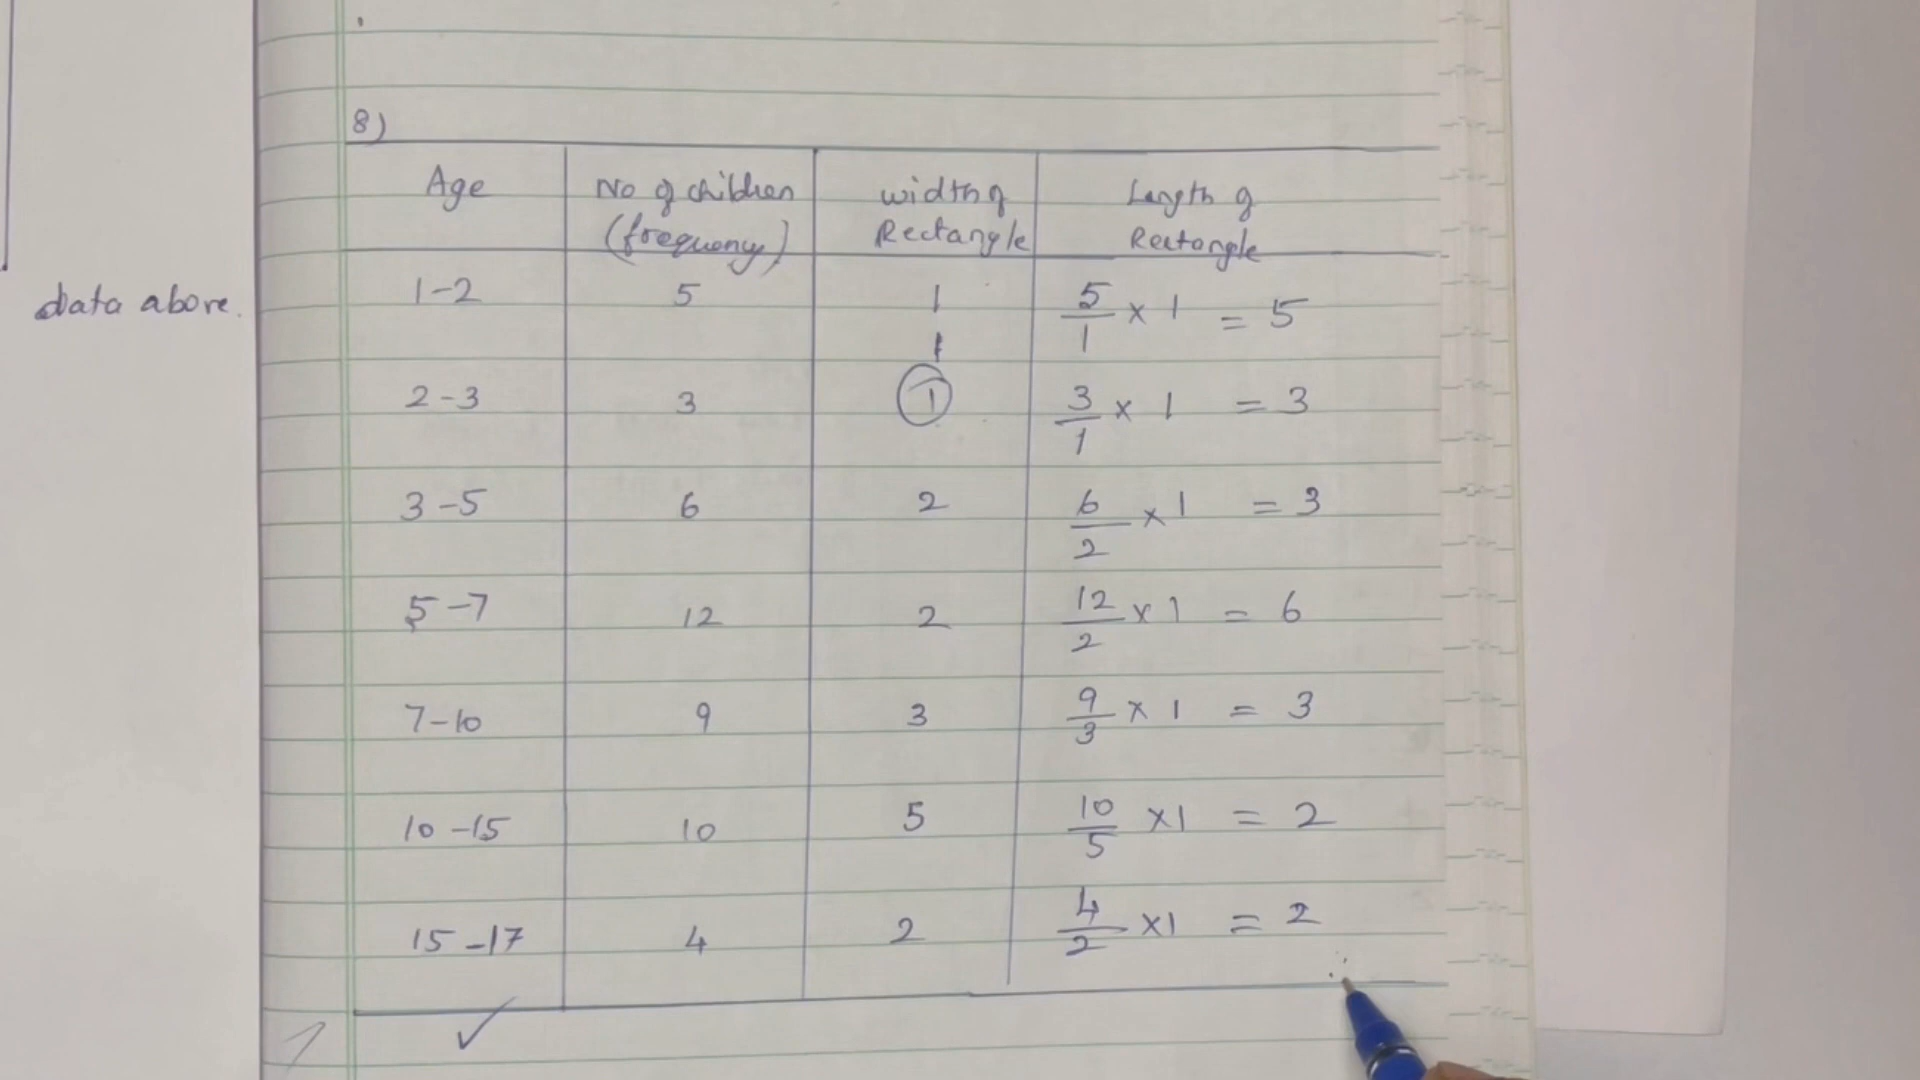 8)
Age No of children (frequency) width of Rectangle Length of Rectangle
1-2 5 1 5/1 × 1 = 5
1
2-3 3 1 3/1 × 1 = 3
3-5 6 2 6/2 × 1 = 3
5-7 12 2 12/2 × 1 = 6
7-10 9 3 9/3 × 1 = 3
10-15 10 5 10/5 ×1 = 2
15-17 4 2 4/2 ×1 = 2
data above.